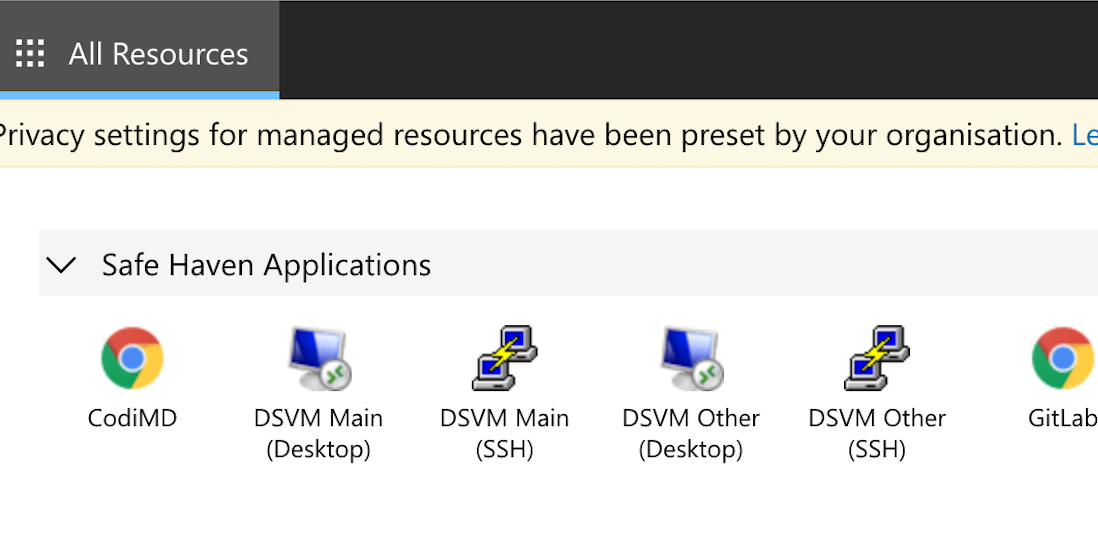 All Resources
Privacy settings for managed resources have been preset by your organisation. Le
Safe Haven Applications
CodiMD
DSVM Main
(Desktop)
DSVM Main
(SSH)
DSVM Other
(Desktop)
DSVM Other
(SSH)
GitLab